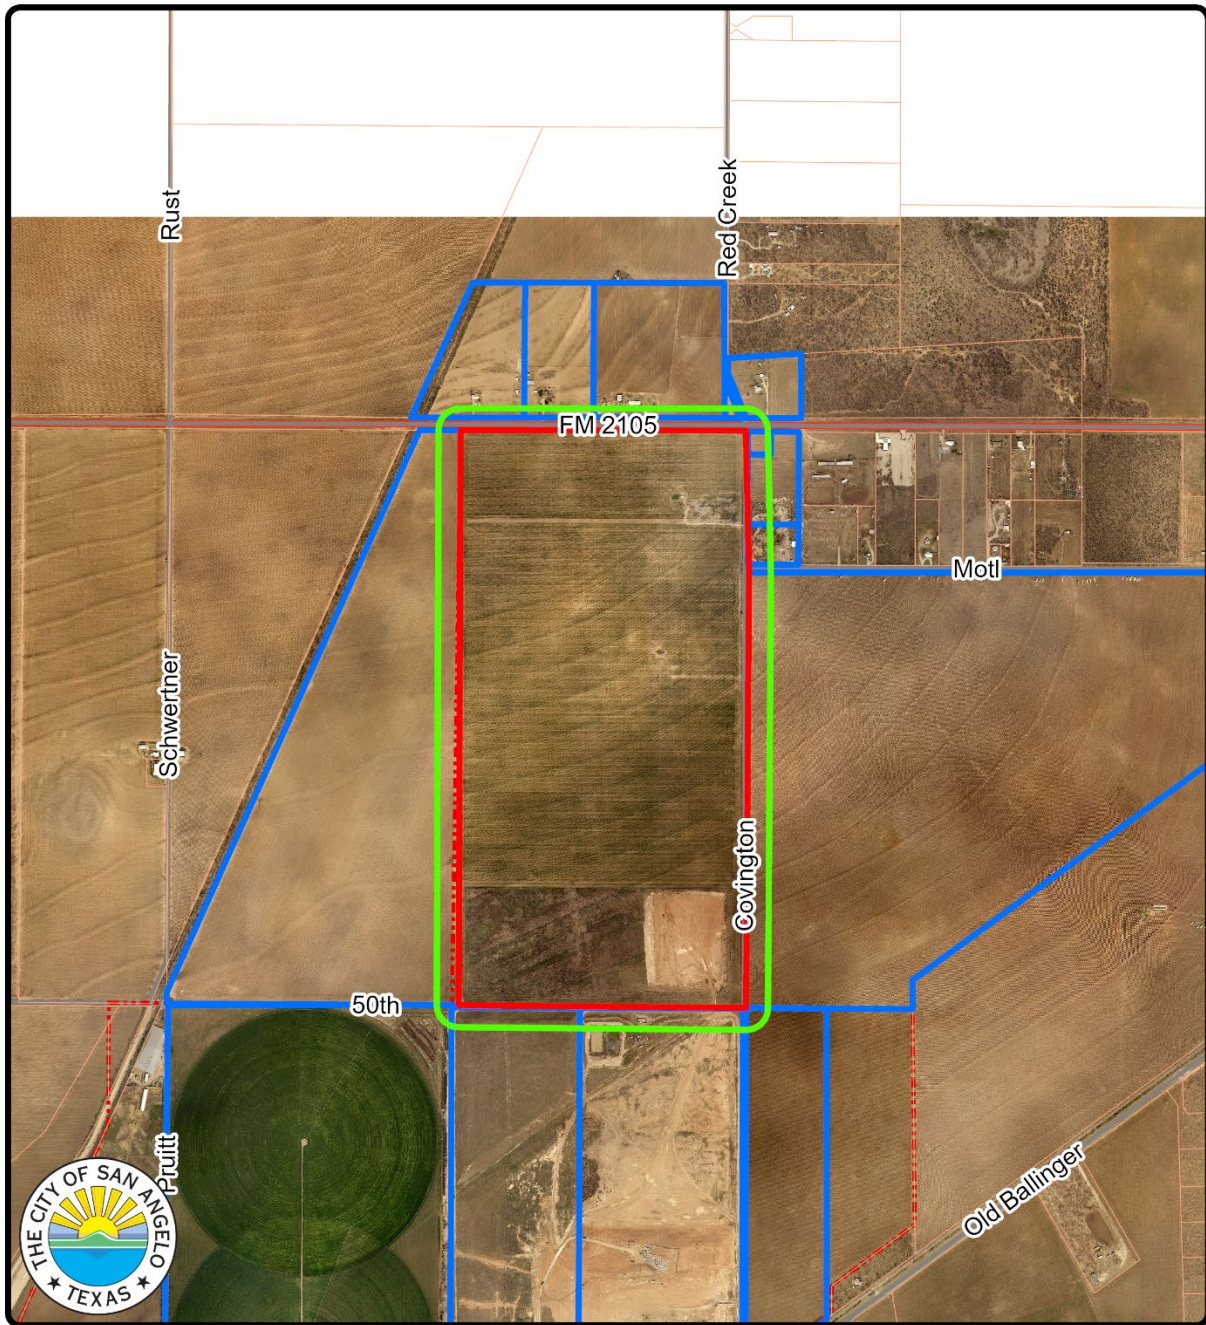 Rust
Red Creek
FM 2105
Motl
Schwertner
Covington
50th
Pruitt
Old Ballinger
THE CITY OF SAN ANGELO
★ TEXAS ★